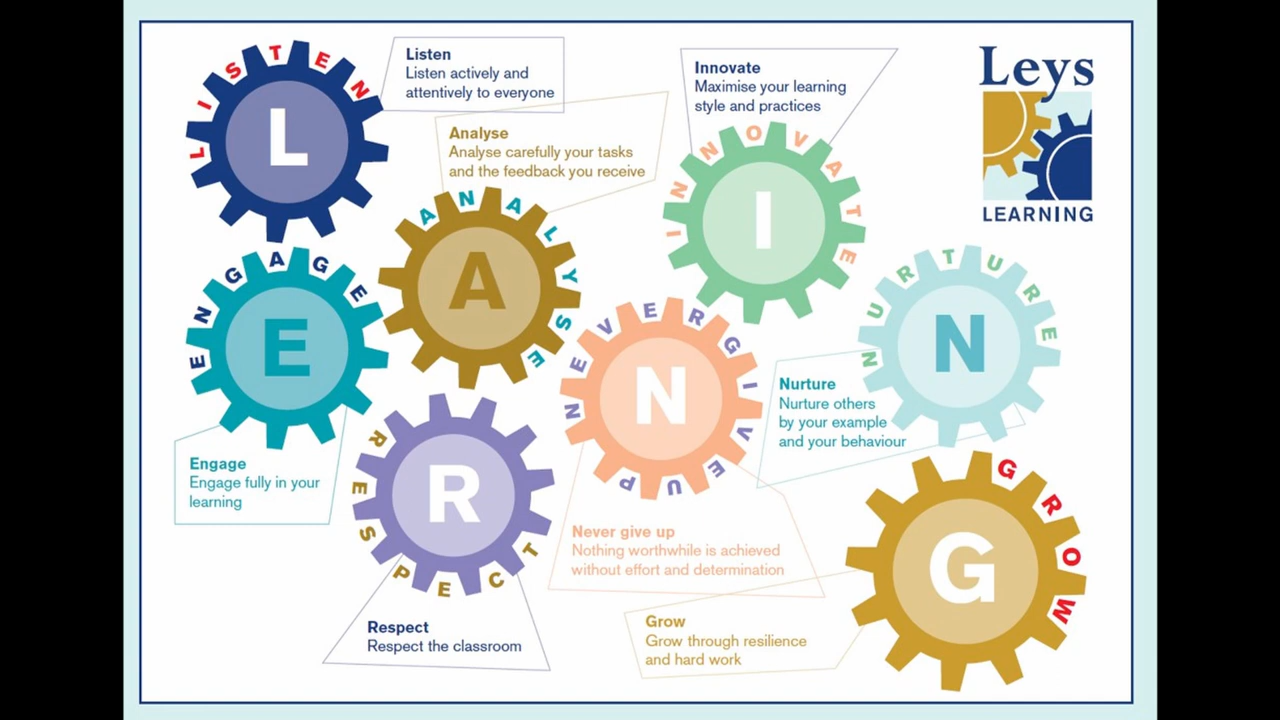 LISTEN
L
Listen
Listen actively and
attentively to everyone
ENGAGE
E
Engage
Engage fully in your
learning
ANALYSE
A
Analyse
Analyse carefully your tasks
and the feedback you receive
RESPECT
R
Respect
Respect the classroom
NEVER GIVE UP
N
Never give up
Nothing worthwhile is achieved
without effort and determination
INNOVATE
I
Innovate
Maximise your learning
style and practices
NURTURE
N
Nurture
Nurture others
by your example
and your behaviour
GROW
G
Grow
Grow through resilience
and hard work
Leys
LEARNING